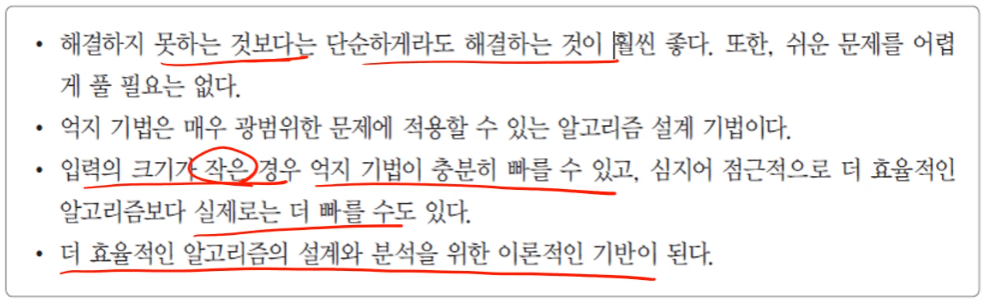 • 해결하지 못하는 것보다는 단순하게라도 해결하는 것이 훨씬 좋다. 또한, 쉬운 문제를 어렵
게 풀 필요는 없다.
• 억지 기법은 매우 광범위한 문제에 적용할 수 있는 알고리즘 설계 기법이다.
• 입력의 크기가 작은 경우 억지 기법이 충분히 빠를 수 있고, 심지어 점근적으로 더 효율적인
알고리즘보다 실제로는 더 빠를 수도 있다.
• 더 효율적인 알고리즘의 설계와 분석을 위한 이론적인 기반이 된다.